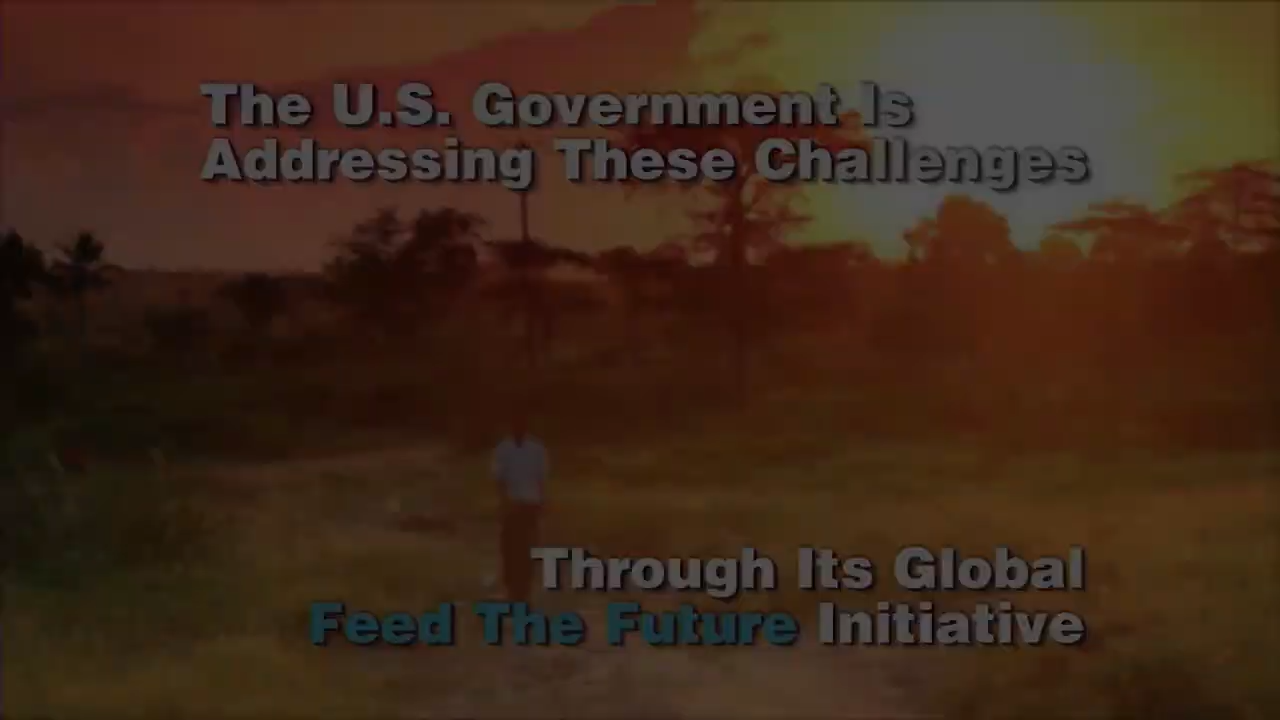 The U.S. Government Is
Addressing These Challenges
Through Its Global
Feed The Future Initiative